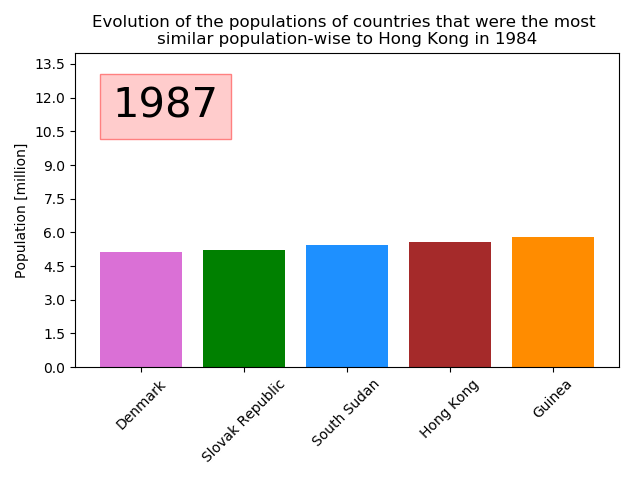 Evolution of the populations of countries that were the most
similar population-wise to Hong Kong in 1984
1987
Population [million]
13.5
12.0
10.5
9.0
7.5
6.0
4.5
3.0
1.5
0.0
Denmark
Slovak Republic
South Sudan
Hong Kong
Guinea